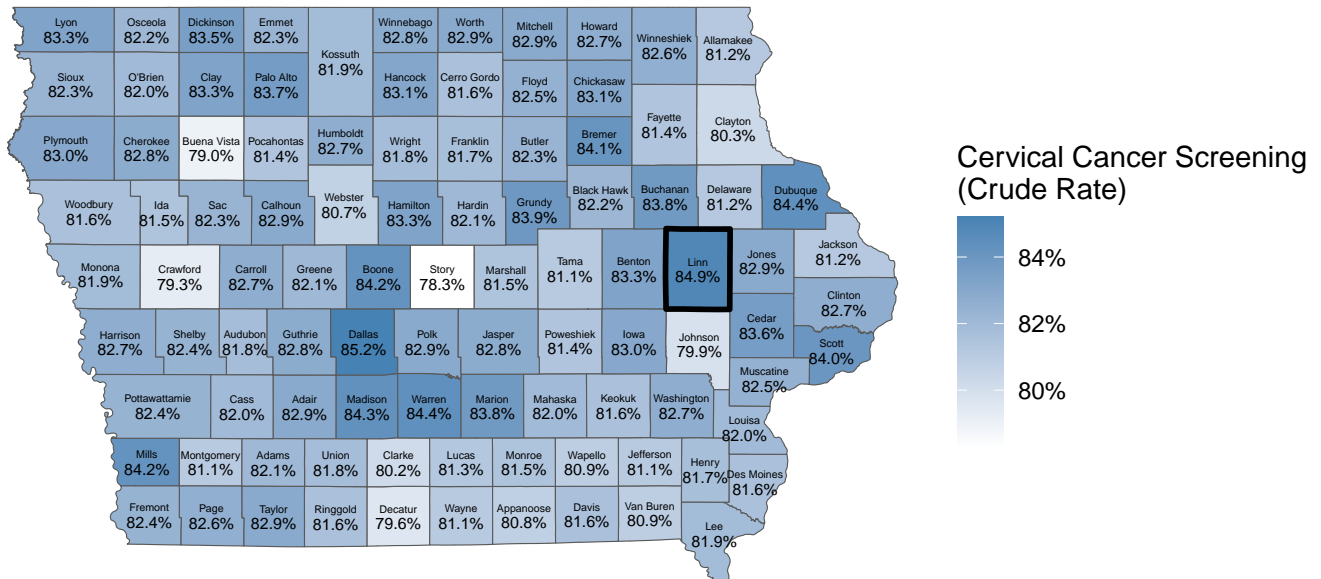 Lyon
83.3%
Osceola
82.2%
Dickinson
83.5%
Emmet
82.3%
Kossuth
81.9%
Winnebago
82.8%
Worth
82.9%
Mitchell
82.9%
Howard
82.7%
Winneshiek
82.6%
Allamakee
81.2%
Sioux
82.3%
O'Brien
82.0%
Clay
83.3%
Palo Alto
83.7%
Hancock
83.1%
Cerro Gordo
81.6%
Floyd
82.5%
Chickasaw
83.1%
Fayette
81.4%
Clayton
80.3%
Plymouth
83.0%
Cherokee
82.8%
Buena Vista
79.0%
Pocahontas
81.4%
Humboldt
82.7%
Wright
81.8%
Franklin
81.7%
Butler
82.3%
Bremer
84.1%
Woodbury
81.6%
Ida
81.5%
Sac
82.3%
Calhoun
82.9%
Webster
80.7%
Hamilton
83.3%
Hardin
82.1%
Grundy
83.9%
Black Hawk
82.2%
Buchanan
83.8%
Delaware
81.2%
Dubuque
84.4%
Monona
81.9%
Crawford
79.3%
Carroll
82.7%
Greene
82.1%
Boone
84.2%
Story
78.3%
Marshall
81.5%
Tama
81.1%
Benton
83.3%
Linn
84.9%
Jones
82.9%
Jackson
81.2%
Clinton
82.7%
Harrison
82.7%
Shelby
82.4%
Audubon
81.8%
Guthrie
82.8%
Dallas
85.2%
Polk
82.9%
Jasper
82.8%
Poweshiek
81.4%
Iowa
83.0%
Johnson
79.9%
Cedar
83.6%
Scott
84.0%
Muscatine
82.5%
Pottawattamie
82.4%
Cass
82.0%
Adair
82.9%
Madison
84.3%
Warren
84.4%
Marion
83.8%
Mahaska
82.0%
Keokuk
81.6%
Washington
82.7%
Louisa
82.0%
Mills
84.2%
Montgomery
81.1%
Adams
82.1%
Union
81.8%
Clarke
80.2%
Lucas
81.3%
Monroe
81.5%
Wapello
80.9%
Jefferson
81.1%
Henry
81.7%
Des Moines
81.6%
Fremont
82.4%
Page
82.6%
Taylor
82.9%
Ringgold
81.6%
Decatur
79.6%
Wayne
81.1%
Appanoose
80.8%
Davis
81.6%
Van Buren
80.9%
Lee
81.9%
Cervical Cancer Screening
(Crude Rate)
84%
82%
80%